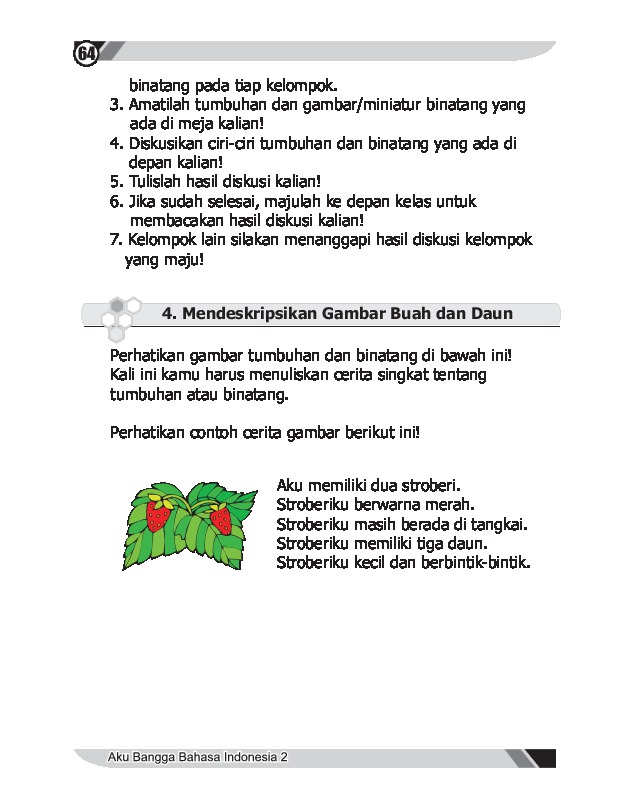 64
binatang pada tiap kelompok.
3. Amatilah tumbuhan dan gambar/miniatur binatang yang
ada di meja kalian!
4. Diskusikan ciri-ciri tumbuhan dan binatang yang ada di
depan kalian!
5. Tulislah hasil diskusi kalian!
6. Jika sudah selesai, majulah ke depan kelas untuk
membacakan hasil diskusi kalian!
7. Kelompok lain silakan menanggapi hasil diskusi kelompok
yang maju!
4. Mendeskripsikan Gambar Buah dan Daun
Perhatikan gambar tumbuhan dan binatang di bawah ini!
Kali ini kamu harus menuliskan cerita singkat tentang
tumbuhan atau binatang.
Perhatikan contoh cerita gambar berikut ini!
Aku memiliki dua stroberi.
Stroberiku berwarna merah.
Stroberiku masih berada di tangkai.
Stroberiku memiliki tiga daun.
Stroberiku kecil dan berbintik-bintik.
Aku Bangga Bahasa Indonesia 2